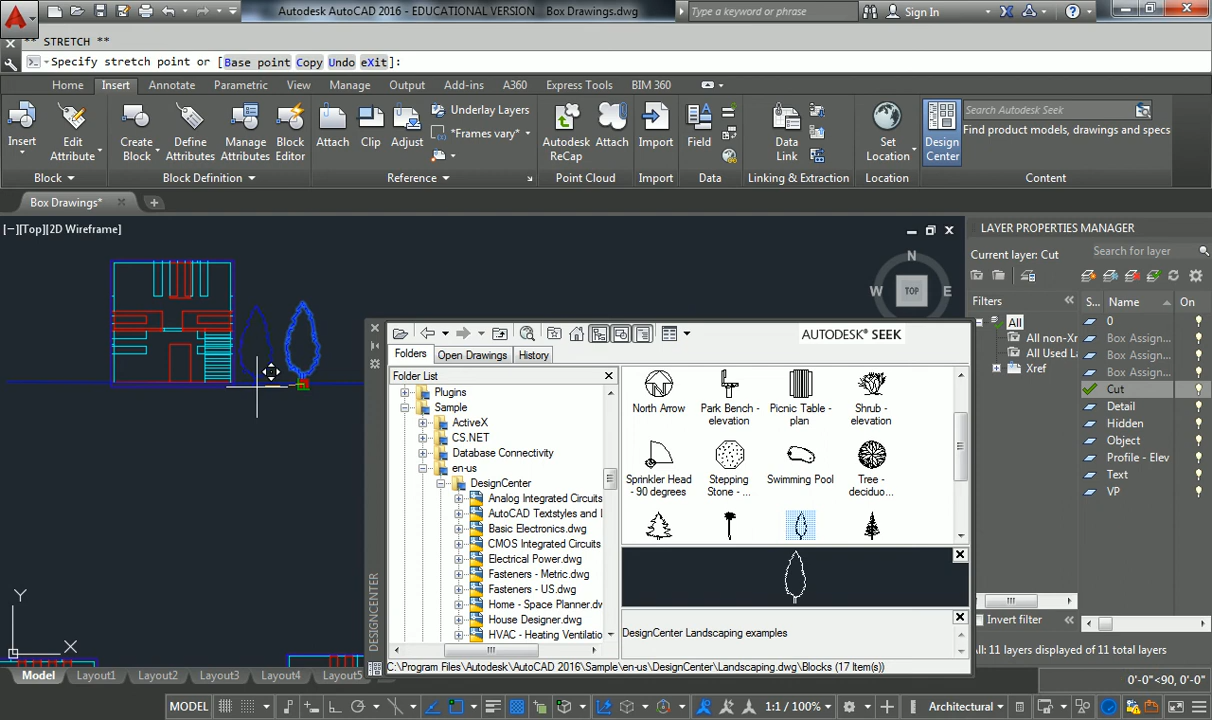 Autodesk AutoCAD 2016 - EDUCATIONAL VERSION Box Drawings.dwg
Type a keyword or phrase
Sign In
** STRETCH **
Specify stretch point or [Base point Copy Undo eXit]:
Home Insert Annotate Parametric View Manage Output Add-ins A360 Express Tools BIM 360
Insert
Edit Attribute
Create Block
Define Attributes
Manage Attributes
Block Editor
Attach
Clip
Adjust
Underlay Layers
*Frames vary*
Autodesk ReCap
Attach
Import
Field
Data Link
Set Location
Design Center
Search Autodesk Seek
Find product models, drawings and specs
Block
Block Definition
Reference
Point Cloud
Import
Data
Linking & Extraction
Location
Content
Box Drawings*
[−][Top][2D Wireframe]
N
W
TOP
E
LAYER PROPERTIES MANAGER
Current layer: Cut
Search for layer
Filters
All
All non-X
All Used L
Xref
S.. Name On
0
Box Assign
Box Assign
Box Assign
Cut
Detail
Hidden
Object
Profile - Elev
Text
VP
Invert filter
All: 11 layers displayed of 11 total layers
AUTODESK SEEK
Folders
Open Drawings
History
Folder List
Plugins
Sample
ActiveX
CS.NET
Database Connectivity
en-us
DesignCenter
Analog Integrated Circuits
AutoCAD Textstyles and
Basic Electronics.dwg
CMOS Integrated Circuits
Electrical Power.dwg
Fasteners - Metric.dwg
Fasteners - US.dwg
Home - Space Planner.dw
House Designer.dwg
HVAC - Heating Ventilatio
North Arrow
Park Bench - elevation
Picnic Table - plan
Shrub - elevation
Sprinkler Head - 90 degrees
Stepping Stone - ...
Swimming Pool
Tree - deciduo...
DesignCenter Landscaping examples
C:\Program Files\Autodesk\AutoCAD 2016\Sample\en-us\DesignCenter\Landscaping.dwg\Blocks (17 Item(s))
DESIGNCENTER
Y
X
Model
Layout1
Layout2
Layout3
Layout4
Layout5
0'-0"<90, 0'-0"
MODEL
1:1 / 100%
Architectural